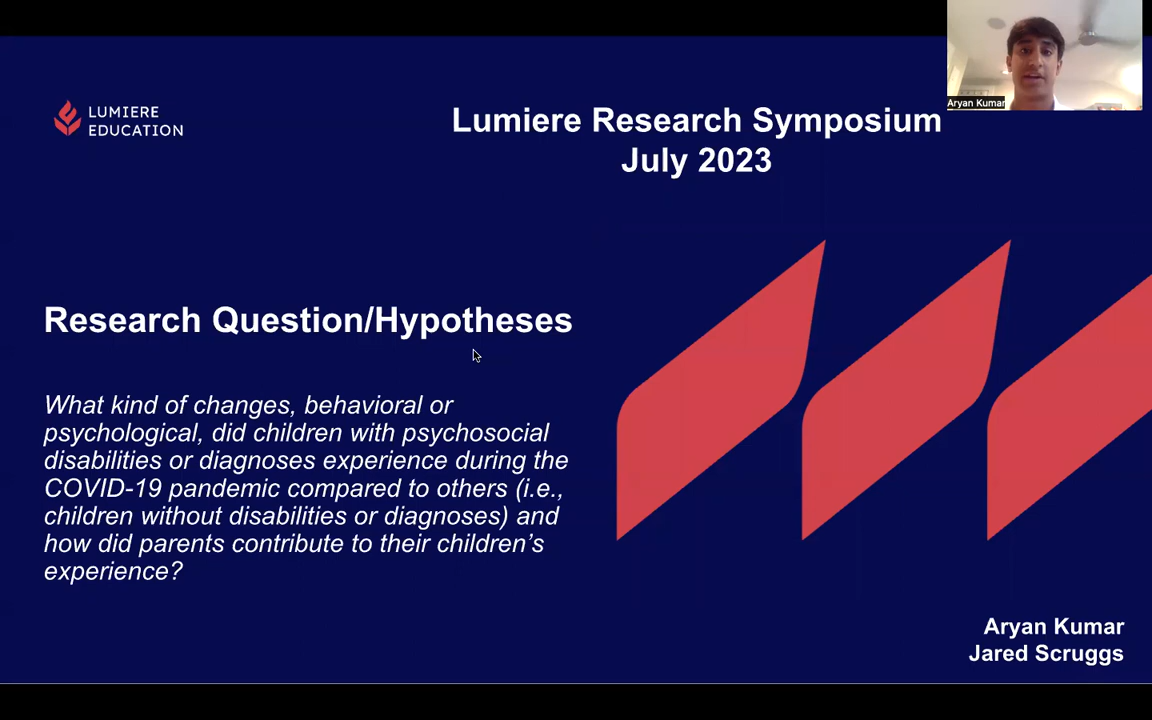 LUMIERE
EDUCATION
Lumiere Research Symposium
July 2023
Aryan Kumar
Research Question/Hypotheses
What kind of changes, behavioral or
psychological, did children with psychosocial
disabilities or diagnoses experience during the
COVID-19 pandemic compared to others (i.e.,
children without disabilities or diagnoses) and
how did parents contribute to their children’s
experience?
Aryan Kumar
Jared Scruggs